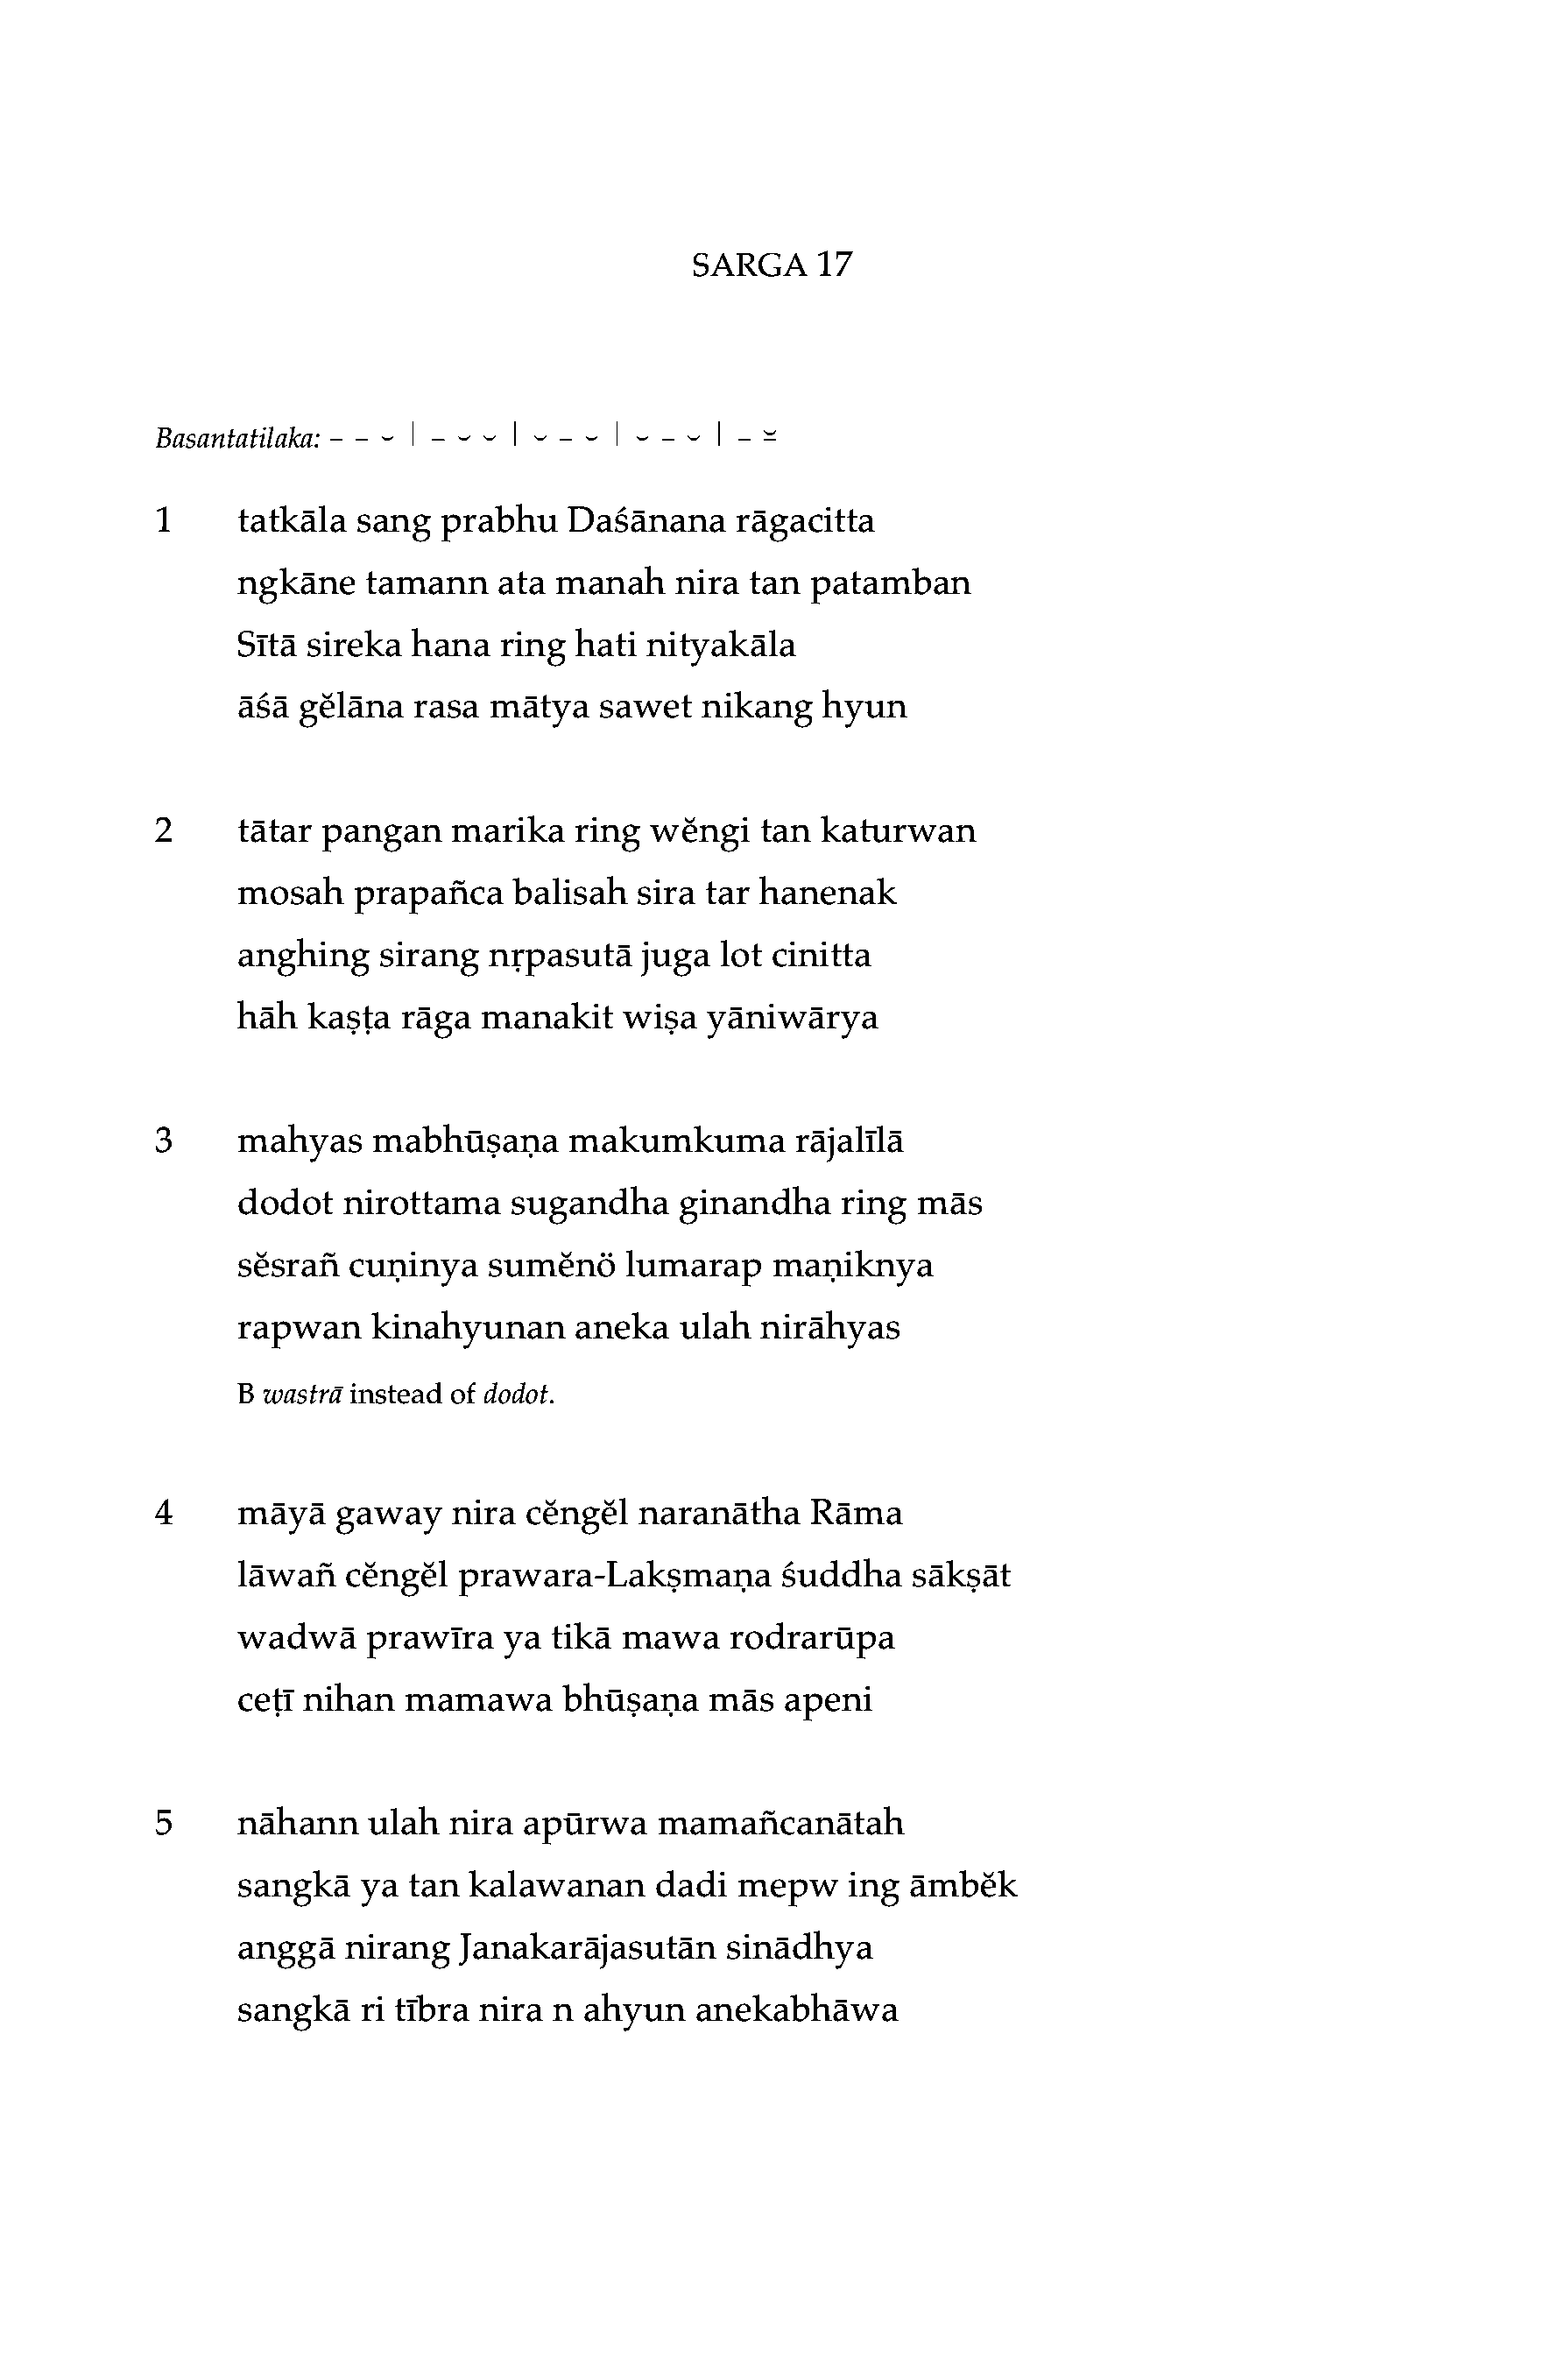 SARGA 17
Basantatilaka: – – ⏑ | – ⏑ ⏑ | ⏑ – ⏑ | ⏑ – ⏑ | – ⏓
1 tatkāla sang prabhu Daśānana rāgacitta
ngkāne tamann ata manah nira tan patamban
Sītā sireka hana ring hati nityakāla
āśā gĕlāna rasa mātya sawet nikang hyun
2 tātar pangan marika ring wĕngi tan katurwan
mosah prapañca balisah sira tar hanenak
anghing sirang nṛpasutā juga lot cinitta
hāh kaṣṭa rāga manakit wiṣa yāniwārya
3 mahyas mabhūṣaṇa makumkuma rājalīlā
dodot nirottama sugandha ginandha ring mās
sĕsrañ cuṇinya sumĕnö lumarap maṇiknya
rapwan kinahyunan aneka ulah nirāhyas
B wastrā instead of dodot.
4 māyā gaway nira cĕngĕl naranātha Rāma
lāwañ cĕngĕl prawara-Lakṣmaṇa śuddha sākṣāt
wadwā prawīra ya tikā mawa rodrarūpa
ceṭī nihan mamawa bhūṣaṇa mās apeni
5 nāhann ulah nira apūrwa mamañcanātah
sangkā ya tan kalawanan dadi mepw ing āmbĕk
anggā nirang Janakarājasutān sinādhya
sangkā ri tībra nira n ahyun anekabhāwa